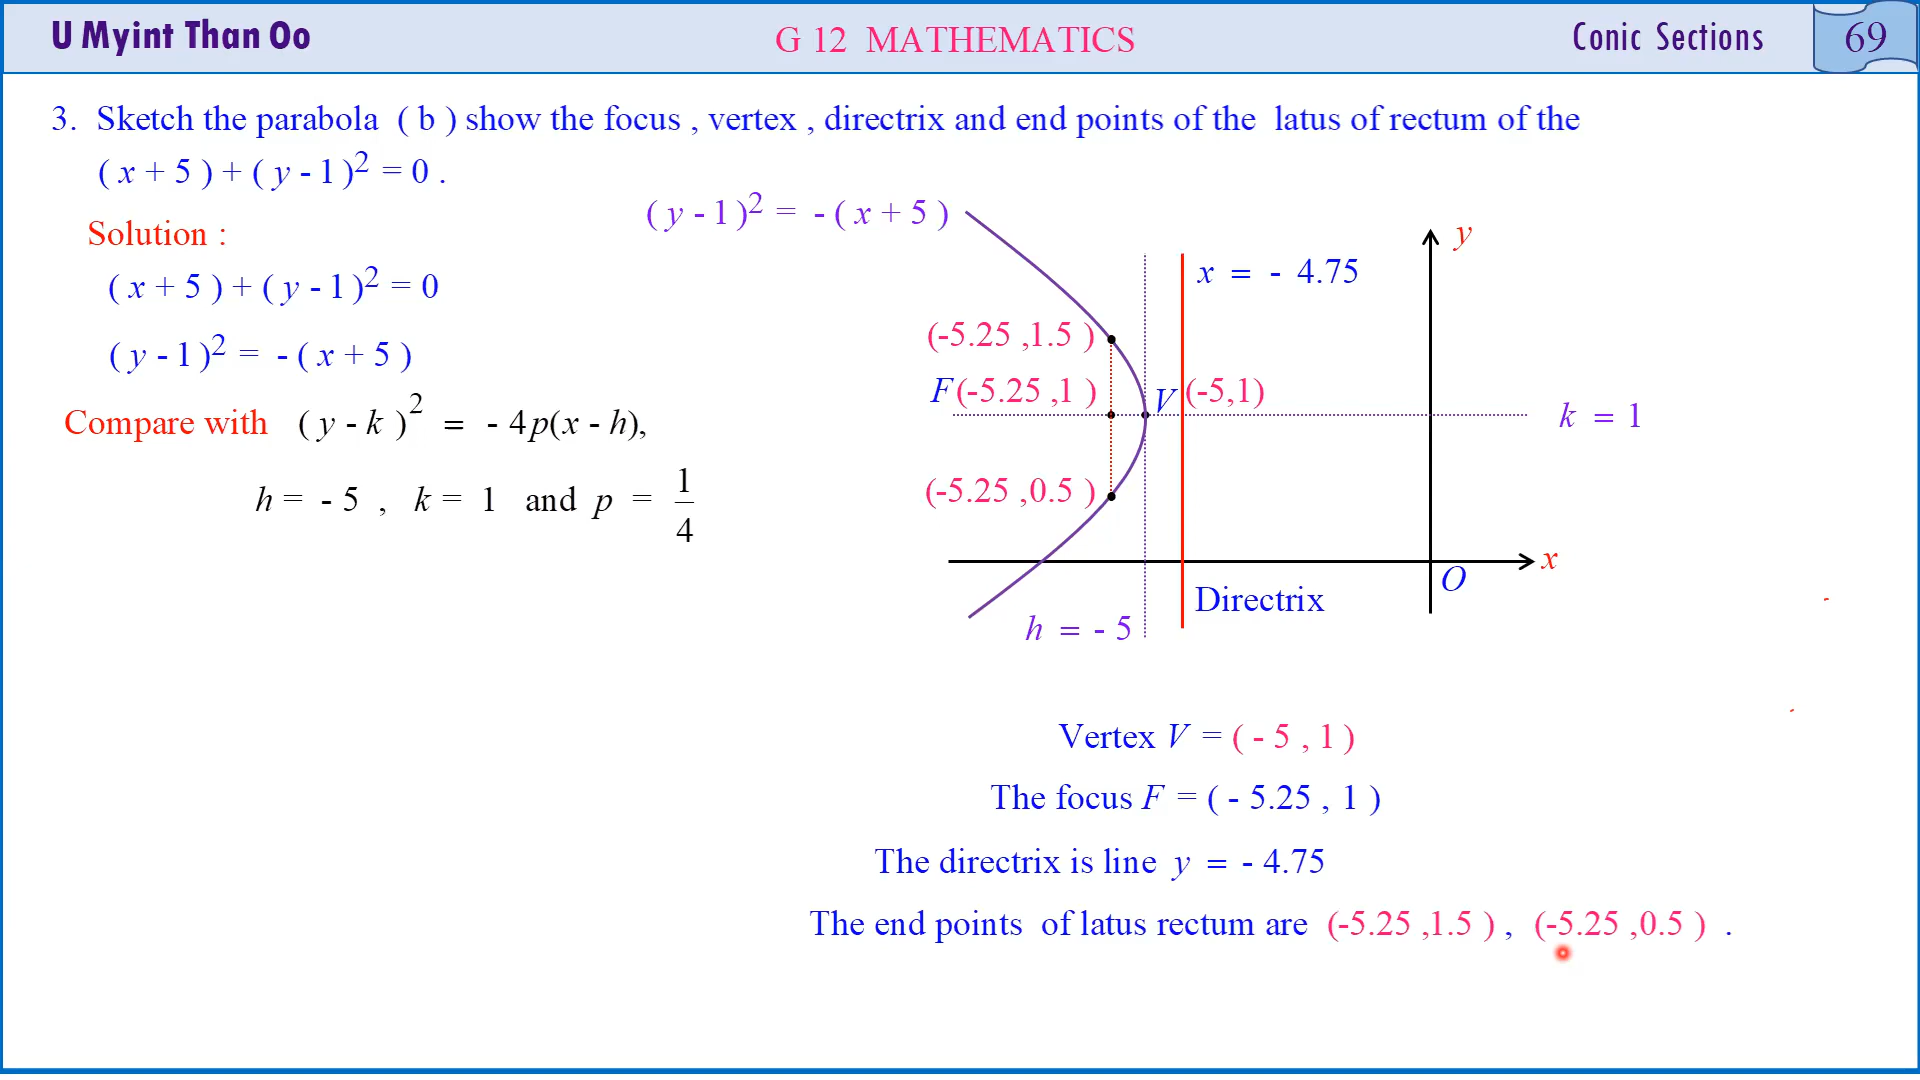 U Myint Than Oo
G 12 MATHEMATICS
Conic Sections
69
3. Sketch the parabola ( b ) show the focus , vertex , directrix and end points of the latus of rectum of the
( x + 5 ) + ( y - 1 )² = 0 .
Solution :
( x + 5 ) + ( y - 1 )² = 0
( y - 1 )² = - ( x + 5 )
Compare with ( y - k )² = - 4p(x - h),
h = - 5 , k = 1 and p = 1/4
( y - 1 )² = - ( x + 5 )
y
x = - 4.75
(-5.25 ,1.5 )
F(-5.25 ,1 )
V (-5,1)
k = 1
(-5.25 ,0.5 )
x
O
Directrix
h = - 5
Vertex V = ( - 5 , 1 )
The focus F = ( - 5.25 , 1 )
The directrix is line y = - 4.75
The end points of latus rectum are (-5.25 ,1.5 ) , (-5.25 ,0.5 ) .